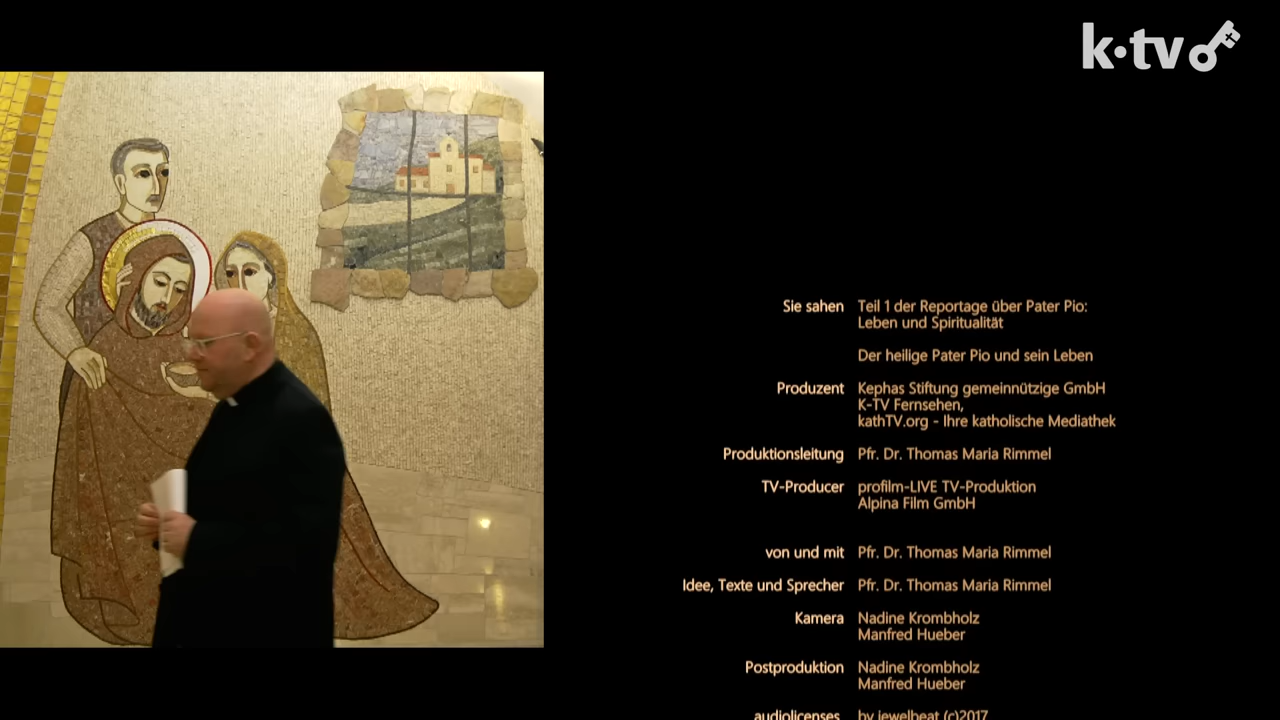 k·tv
Sie sahen Teil 1 der Reportage über Pater Pio:
Leben und Spiritualität
Der heilige Pater Pio und sein Leben
Produzent Kephas Stiftung gemeinnützige GmbH
K-TV Fernsehen,
kathTV.org - Ihre katholische Mediathek
Produktionsleitung Pfr. Dr. Thomas Maria Rimmel
TV-Producer profilm-LIVE TV-Produktion
Alpina Film GmbH
von und mit Pfr. Dr. Thomas Maria Rimmel
Idee, Texte und Sprecher Pfr. Dr. Thomas Maria Rimmel
Kamera Nadine Krombholz
Manfred Hueber
Postproduktion Nadine Krombholz
Manfred Hueber
audiolicenses by jewelbeat (c)2017